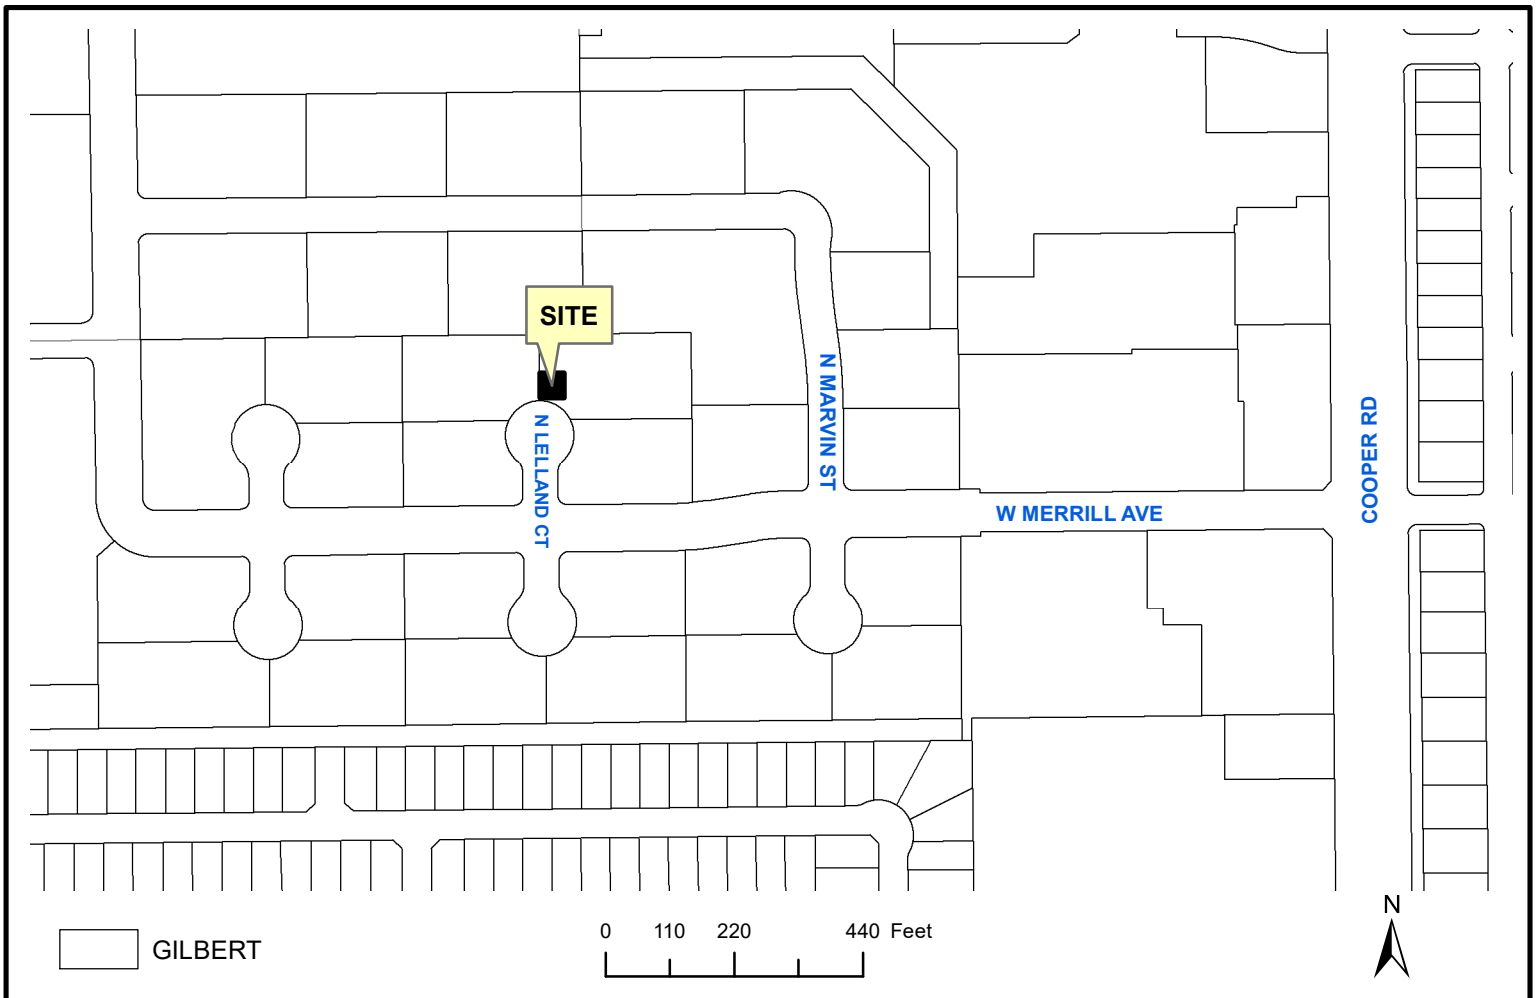 SITE
N MARVIN ST
N LELLAND CT
COOPER RD
W MERRILL AVE
GILBERT
0 110 220 440 Feet
N